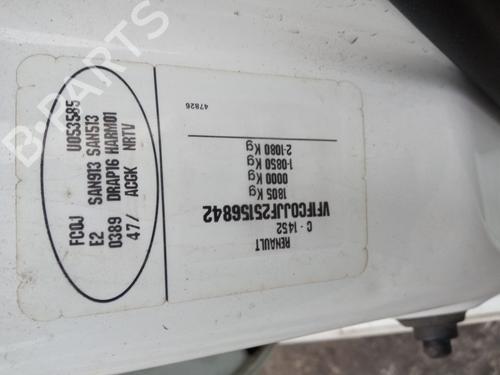 FC0J U053585
E2 SAN913 SAN513
0389 DRAP16 HARM01
47/ ACGK NRTV
RENAULT
C - 1452
VF1FC0JJF25156842
1805 Kg
0000 Kg
1-0850 Kg
2-1080 Kg
47826
B-PARTS